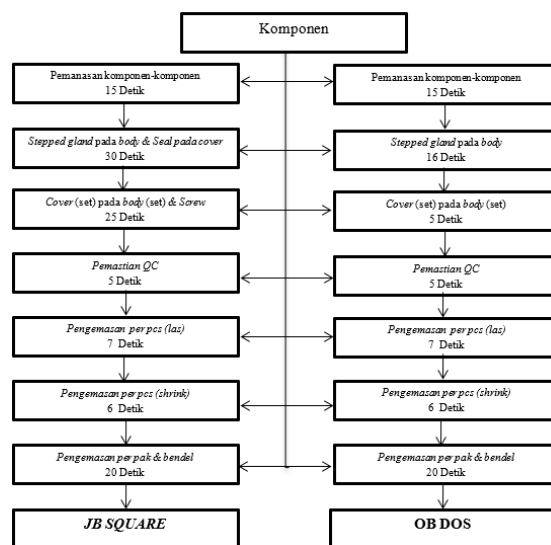 Komponen
Pemanasan komponen-komponen
15 Detik
Stepped gland pada body & Seal pada cover
30 Detik
Cover (set) pada body (set) & Screw
25 Detik
Pemastian QC
5 Detik
Pengemasan per pcs (las)
7 Detik
Pengemasan per pcs (shrink)
6 Detik
Pengemasan per pak & bendel
20 Detik
JB SQUARE
Pemanasan komponen-komponen
15 Detik
Stepped gland pada body
16 Detik
Cover (set) pada body (set)
5 Detik
Pemastian QC
5 Detik
Pengemasan per pcs (las)
7 Detik
Pengemasan per pcs (shrink)
6 Detik
Pengemasan per pak & bendel
20 Detik
OB DOS